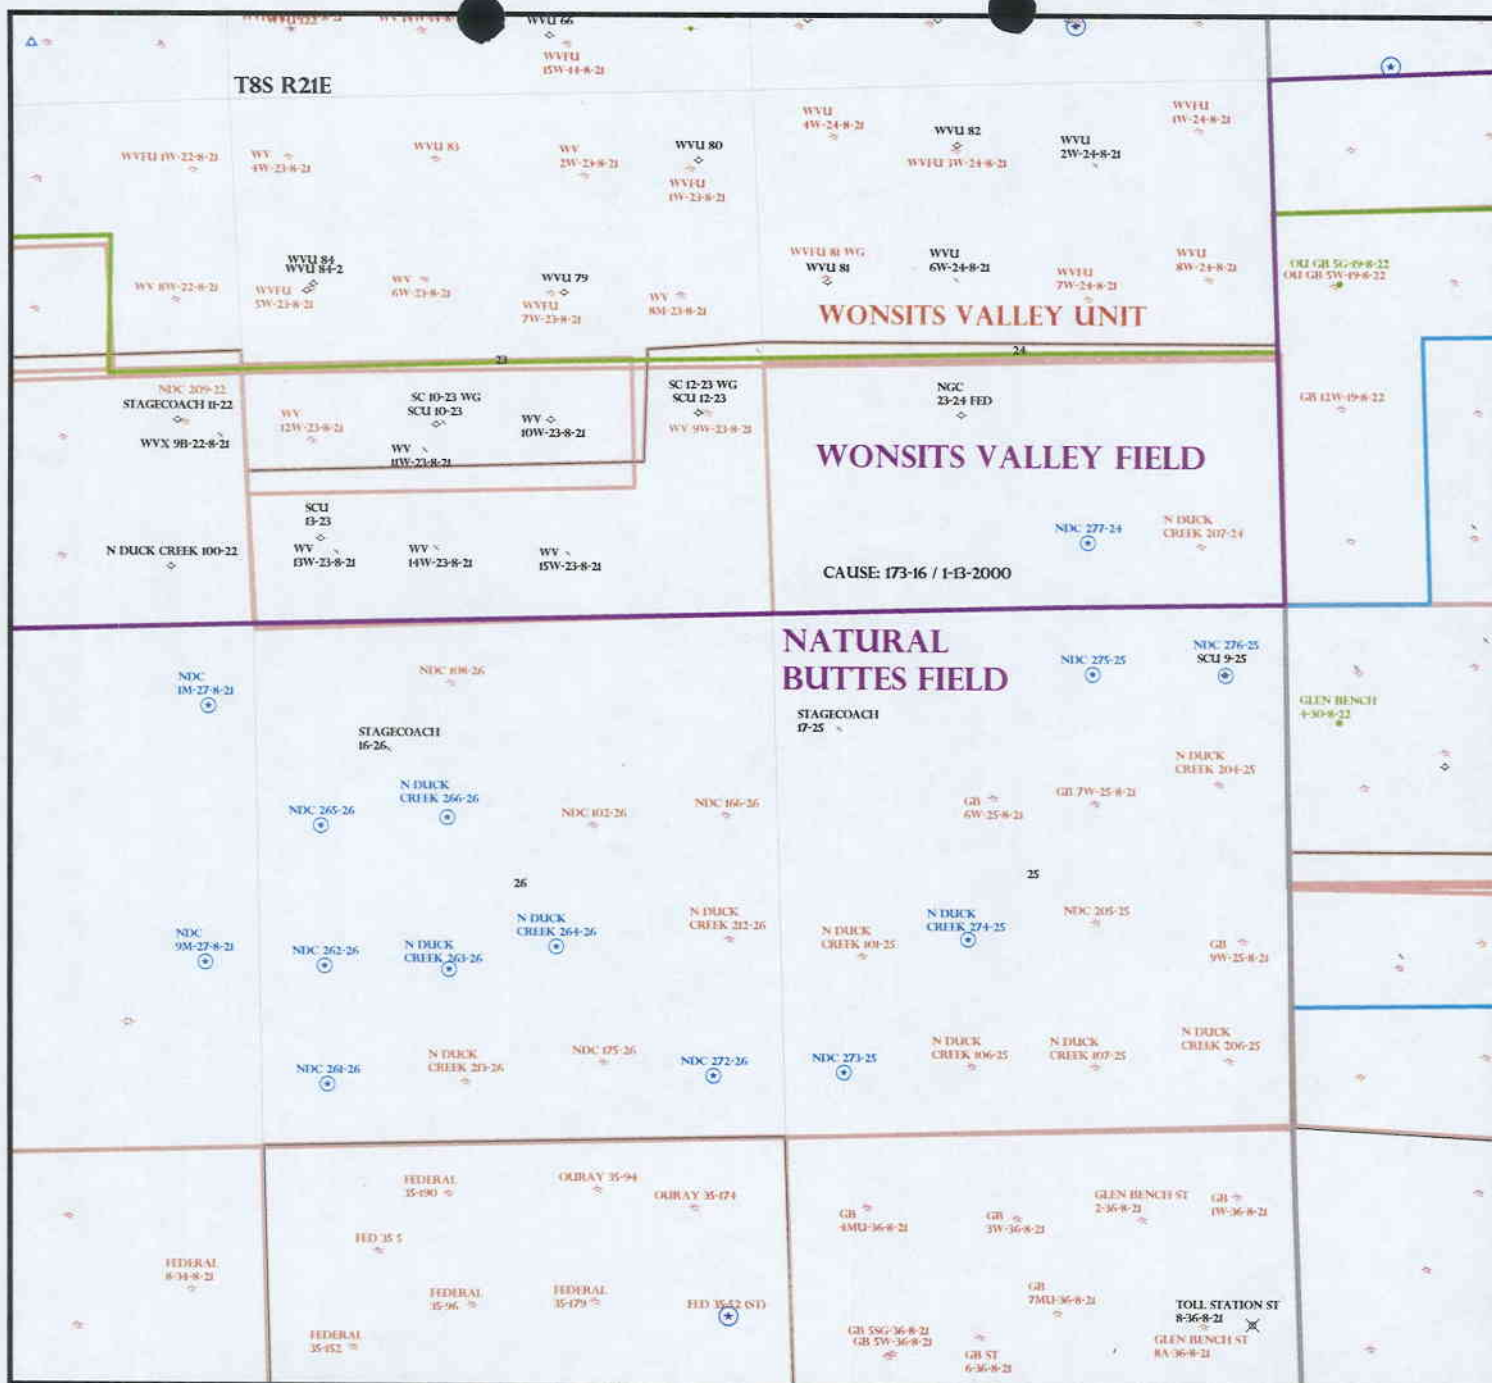 WVU 66
WVFU
15W-14-8-21
T8S R21E
WVFU 1W-22-8-21
WV
4W-23-8-21
WVU 83
WV
2W-23-8-21
WVU 80
WVFU
1W-23-8-21
WVFU
4W-24-8-21
WVU 82
WVFU 3W-24-8-21
WVU
2W-24-8-21
WVFU
1W-24-8-21
WV 8W-22-8-21
WVU 84
WVU 84-2
WVFU
5W-23-8-21
WV
6W-23-8-21
WVU 79
WVFU
7W-23-8-21
WV
8M-23-8-21
WVFU 81 WG
WVU 81
WVU
6W-24-8-21
WVFU
7W-24-8-21
WVU
8W-24-8-21
OU GB 5G-19-8-22
OU GB 5W-19-8-22
WONSITS VALLEY UNIT
23
24
NDC 209-22
STAGECOACH 11-22
WVX 9B-22-8-21
WV
12W-23-8-21
SC 10-23 WG
SCU 10-23
WV
11W-23-8-21
WV
10W-23-8-21
SC 12-23 WG
SCU 12-23
WV 9W-23-8-21
NGC
23-24 FED
GB 12W-19-8-22
WONSITS VALLEY FIELD
SCU
13-23
N DUCK CREEK 100-22
WV
13W-23-8-21
WV
14W-23-8-21
WV
15W-23-8-21
NDC 277-24
N DUCK
CREEK 207-24
CAUSE: 173-16 / 1-13-2000
NATURAL
BUTTES FIELD
NDC
1M-27-8-21
NDC 108-26
NDC 275-25
NDC 276-25
SCU 9-25
STAGECOACH
16-26
STAGECOACH
17-25
GLEN BENCH
4-30-8-22
NDC 265-26
N DUCK
CREEK 266-26
NDC 102-26
NDC 166-26
GB
6W-25-8-21
GB 7W-25-8-21
N DUCK
CREEK 204-25
26
25
NDC
9M-27-8-21
NDC 262-26
N DUCK
CREEK 263-26
N DUCK
CREEK 264-26
N DUCK
CREEK 212-26
N DUCK
CREEK 101-25
N DUCK
CREEK 274-25
NDC 205-25
GB
9W-25-8-21
NDC 261-26
N DUCK
CREEK 213-26
NDC 175-26
NDC 272-26
NDC 273-25
N DUCK
CREEK 106-25
N DUCK
CREEK 107-25
N DUCK
CREEK 206-25
FEDERAL
35-190
OURAY 35-94
OURAY 35-174
GB
4MU-36-8-21
GB
3W-36-8-21
GLEN BENCH ST
2-36-8-21
GB
1W-36-8-21
FED 35 5
FEDERAL
8-34-8-21
FEDERAL
35-96
FEDERAL
35-179
FED 35-52 (ST)
GB
7MU-36-8-21
TOLL STATION ST
8-36-8-21
FEDERAL
35-152
GB 5SG-36-8-21
GB 5W-36-8-21
GB ST
6-36-8-21
GLEN BENCH ST
8A-36-8-21